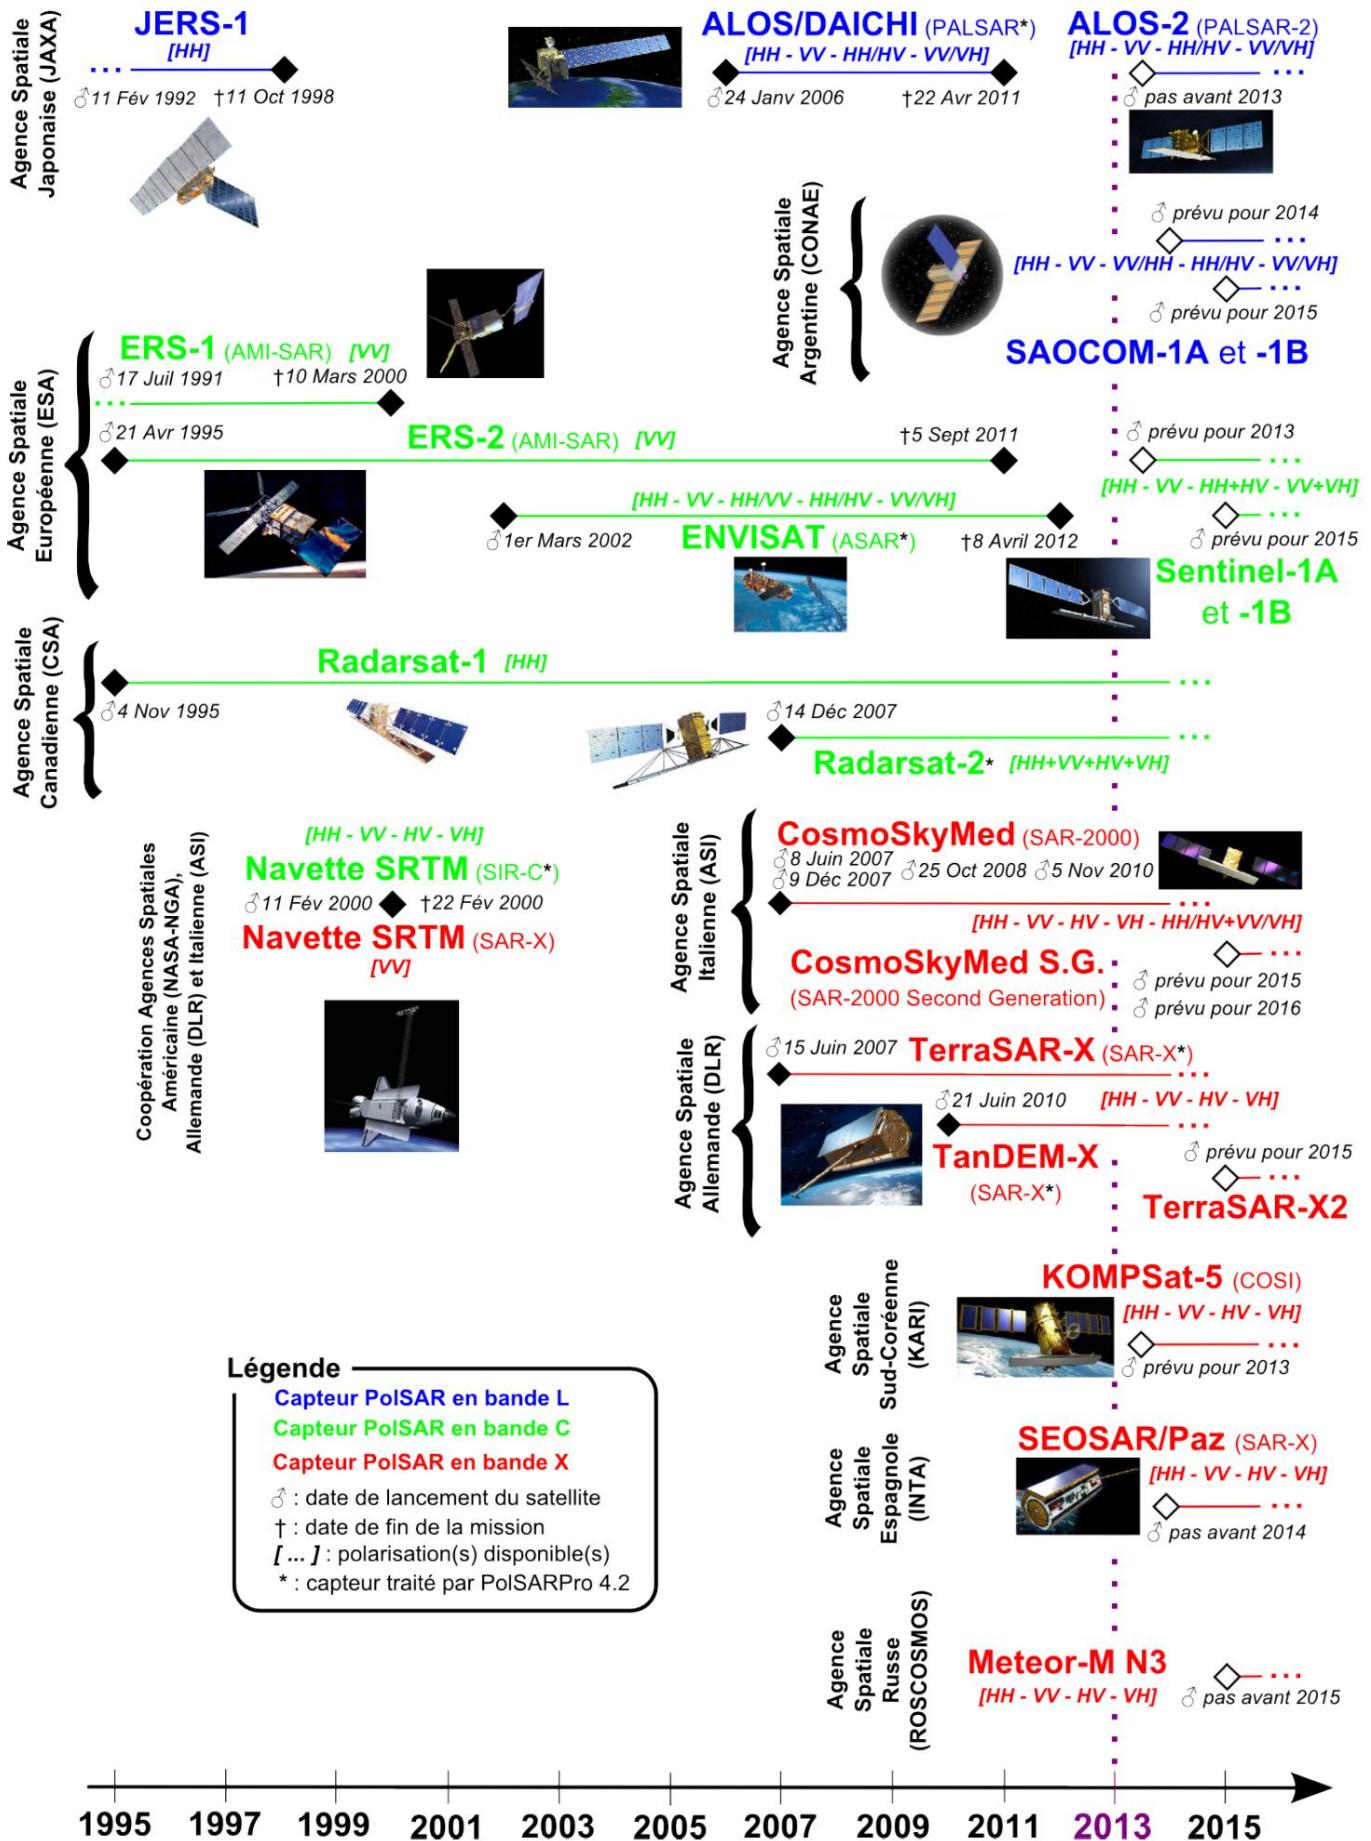 Agence Spatiale
Japonaise (JAXA)
JERS-1
[HH]
...
♂11 Fév 1992
†11 Oct 1998
ALOS/DAICHI (PALSAR*)
[HH - VV - HH/HV - VV/VH]
♂24 Janv 2006
†22 Avr 2011
ALOS-2 (PALSAR-2)
[HH - VV - HH/HV - VV/VH]
...
♂ pas avant 2013
Agence Spatiale
Argentine (CONAE)
♂ prévu pour 2014
...
[HH - VV - VV/HH - HH/HV - VV/VH]
...
♂ prévu pour 2015
SAOCOM-1A et -1B
Agence Spatiale
Européenne (ESA)
ERS-1 (AMI-SAR) [VV]
♂17 Juil 1991
†10 Mars 2000
...
♂21 Avr 1995
ERS-2 (AMI-SAR) [VV]
†5 Sept 2011
[HH - VV - HH/VV - HH/HV - VV/VH]
♂1er Mars 2002
ENVISAT (ASAR*)
†8 Avril 2012
♂ prévu pour 2013
...
[HH - VV - HH+HV - VV+VH]
...
♂ prévu pour 2015
Sentinel-1A
et -1B
Agence Spatiale
Canadienne (CSA)
Radarsat-1 [HH]
...
♂4 Nov 1995
♂14 Déc 2007
...
Radarsat-2* [HH+VV+HV+VH]
Coopération Agences Spatiales
Américaine (NASA-NGA),
Allemande (DLR) et Italienne (ASI)
[HH - VV - HV - VH]
Navette SRTM (SIR-C*)
♂11 Fév 2000
†22 Fév 2000
Navette SRTM (SAR-X)
[VV]
Agence Spatiale
Italienne (ASI)
CosmoSkyMed (SAR-2000)
♂8 Juin 2007
♂9 Déc 2007
♂25 Oct 2008
♂5 Nov 2010
...
[HH - VV - HV - VH - HH/HV+VV/VH]
CosmoSkyMed S.G.
(SAR-2000 Second Generation)
...
♂ prévu pour 2015
♂ prévu pour 2016
Agence Spatiale
Allemande (DLR)
♂15 Juin 2007
TerraSAR-X (SAR-X*)
...
♂21 Juin 2010
[HH - VV - HV - VH]
...
TanDEM-X
(SAR-X*)
♂ prévu pour 2015
...
TerraSAR-X2
Agence
Spatiale
Sud-Coréenne
(KARI)
KOMPSat-5 (COSI)
[HH - VV - HV - VH]
...
♂ prévu pour 2013
Agence
Spatiale
Espagnole
(INTA)
SEOSAR/Paz (SAR-X)
[HH - VV - HV - VH]
...
♂ pas avant 2014
Agence
Spatiale
Russe
(ROSCOSMOS)
Meteor-M N3
[HH - VV - HV - VH]
...
♂ pas avant 2015
Légende
Capteur PolSAR en bande L
Capteur PolSAR en bande C
Capteur PolSAR en bande X
♂ : date de lancement du satellite
† : date de fin de la mission
[ ... ] : polarisation(s) disponible(s)
* : capteur traité par PolSARPro 4.2
1995 1997 1999 2001 2003 2005 2007 2009 2011 2013 2015